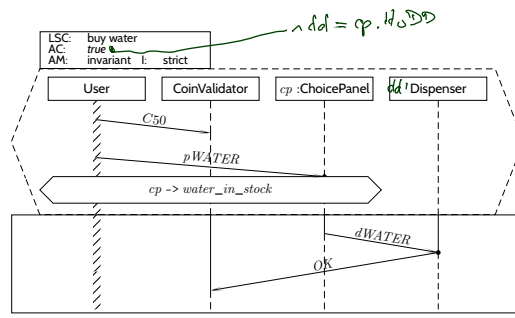 LSC: buy water
AC: true
AM: invariant I: strict
∧ dd = cp.
User
CoinValidator
cp :ChoicePanel
dd: Dispenser
C50
pWATER
cp -> water_in_stock
dWATER
OK